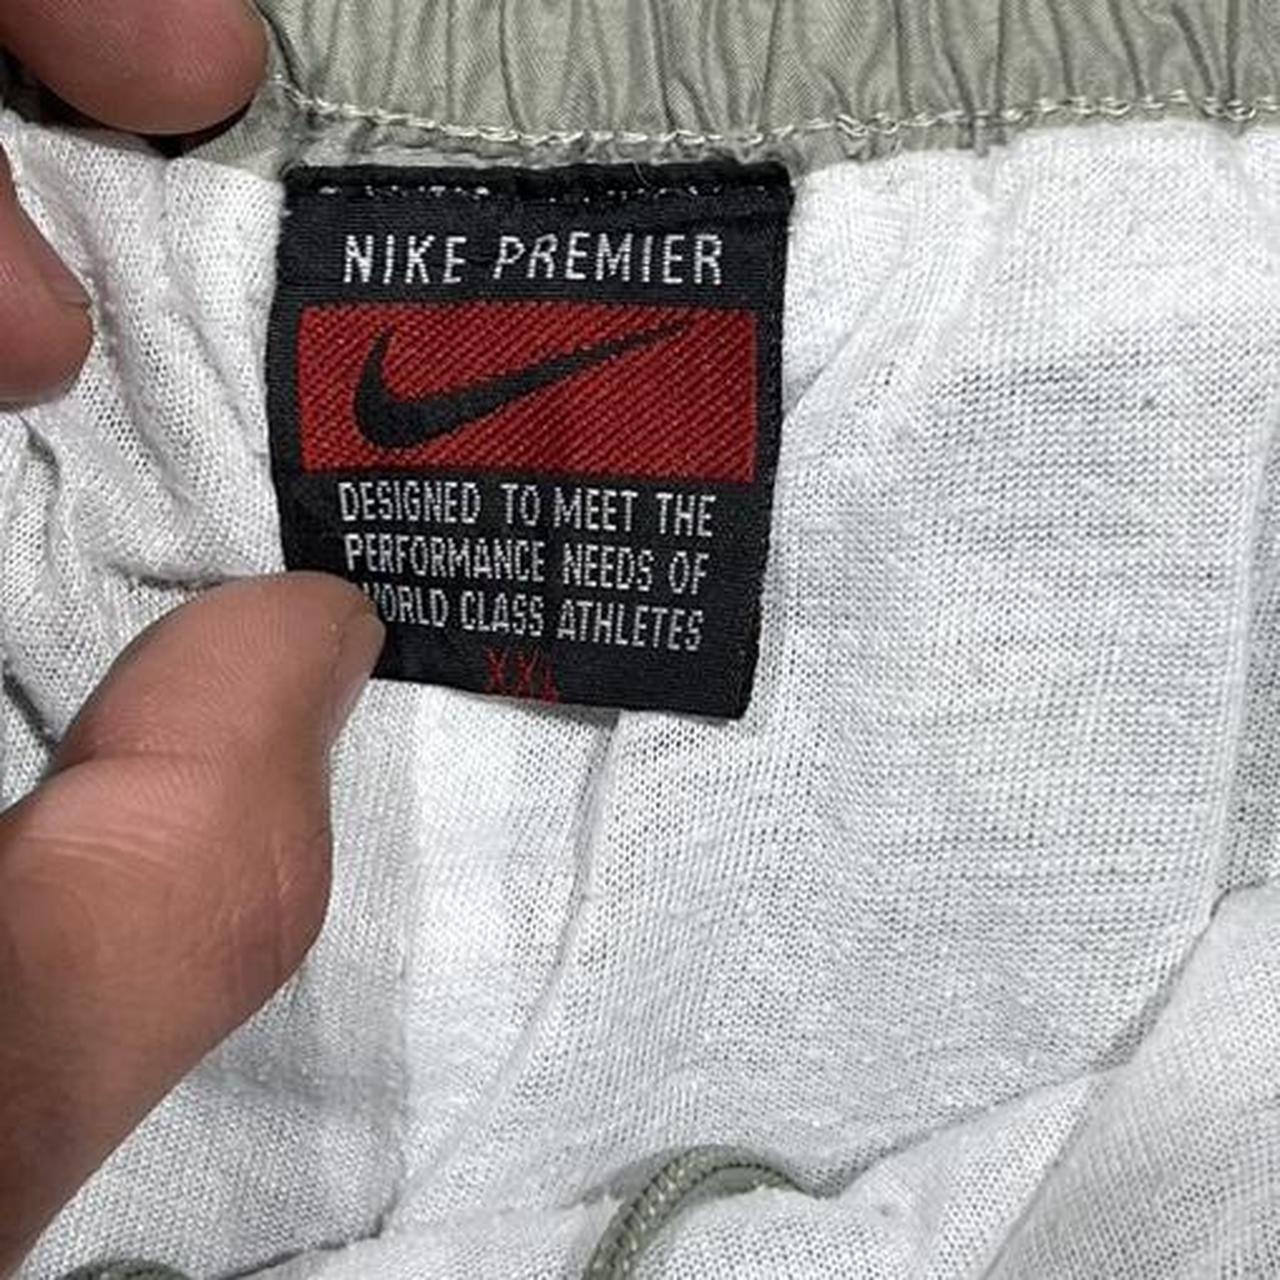 NIKE PREMIER
DESIGNED TO MEET THE
PERFORMANCE NEEDS OF
WORLD CLASS ATHLETES
XXL